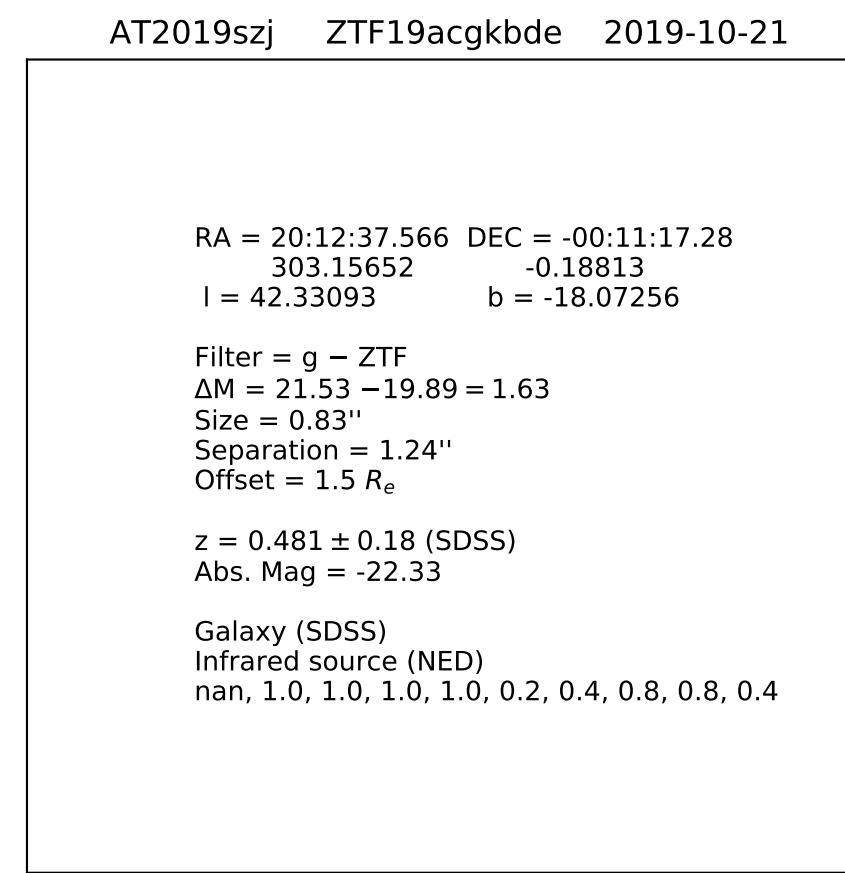 AT2019szj ZTF19acgkbde 2019-10-21
RA = 20:12:37.566 DEC = -00:11:17.28
303.15652 -0.18813
l = 42.33093 b = -18.07256
Filter = g − ZTF
ΔM = 21.53 −19.89 = 1.63
Size = 0.83''
Separation = 1.24''
Offset = 1.5 Re
z = 0.481 ± 0.18 (SDSS)
Abs. Mag = -22.33
Galaxy (SDSS)
Infrared source (NED)
nan, 1.0, 1.0, 1.0, 1.0, 0.2, 0.4, 0.8, 0.8, 0.4